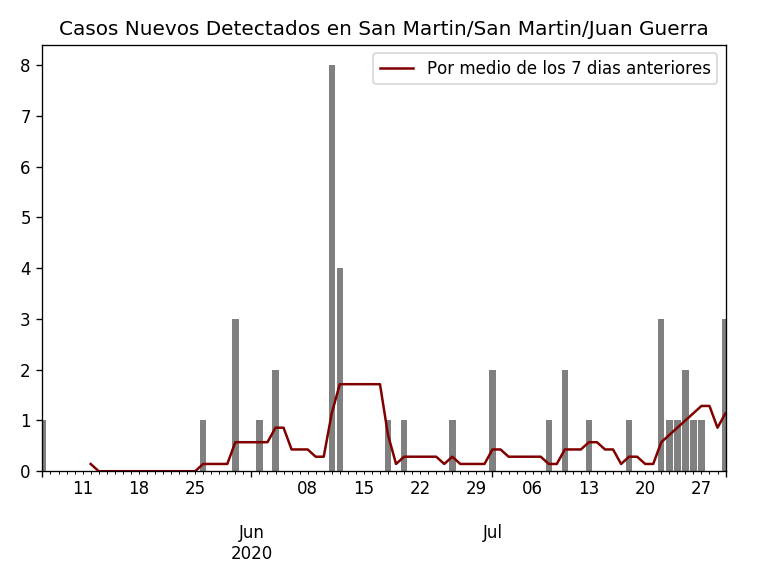 Casos Nuevos Detectados en San Martin/San Martin/Juan Guerra
Por medio de los 7 dias anteriores
8
7
6
5
4
3
2
1
0
11 18 25 08 15 22 29 06 13 20 27
Jun Jul
2020